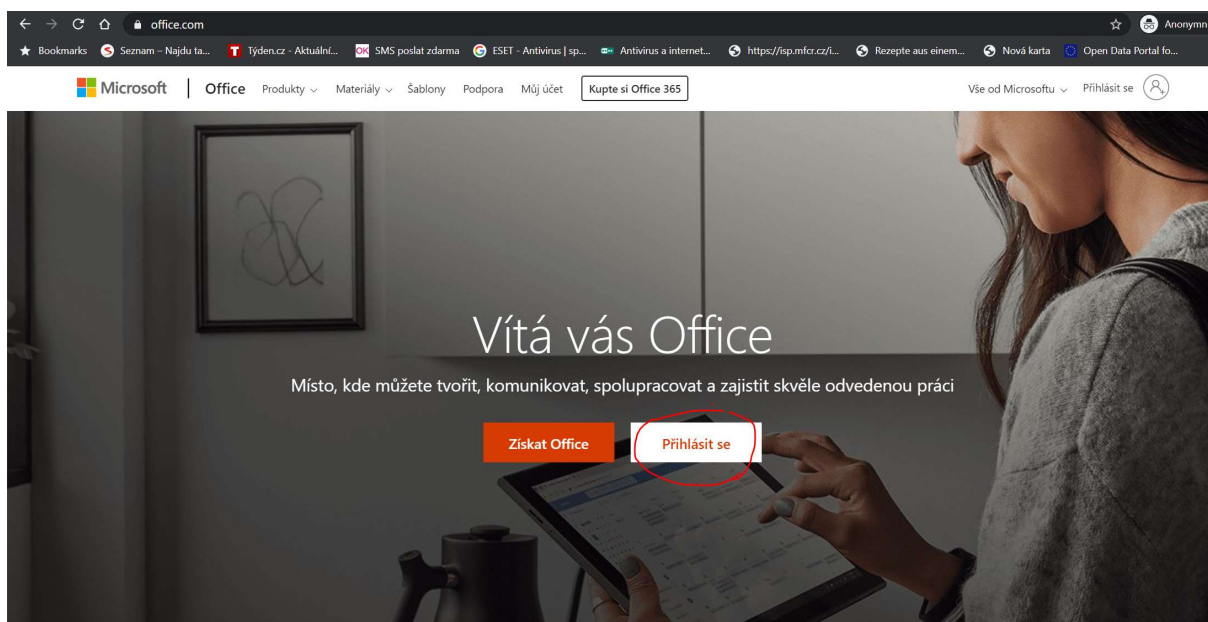 office.com
Anonymn
Bookmarks Seznam – Najdu ta... Týden.cz - Aktuální... SMS poslat zdarma ESET - Antivirus | sp... Antivirus a internet... https://isp.mfcr.cz/i... Rezepte aus einem... Nová karta Open Data Portal fo...
Microsoft Office Produkty Materiály Šablony Podpora Můj účet Kupte si Office 365 Vše od Microsoftu Přihlásit se
Vítá vás Office
Místo, kde můžete tvořit, komunikovat, spolupracovat a zajistit skvěle odvedenou práci
Získat Office Přihlásit se